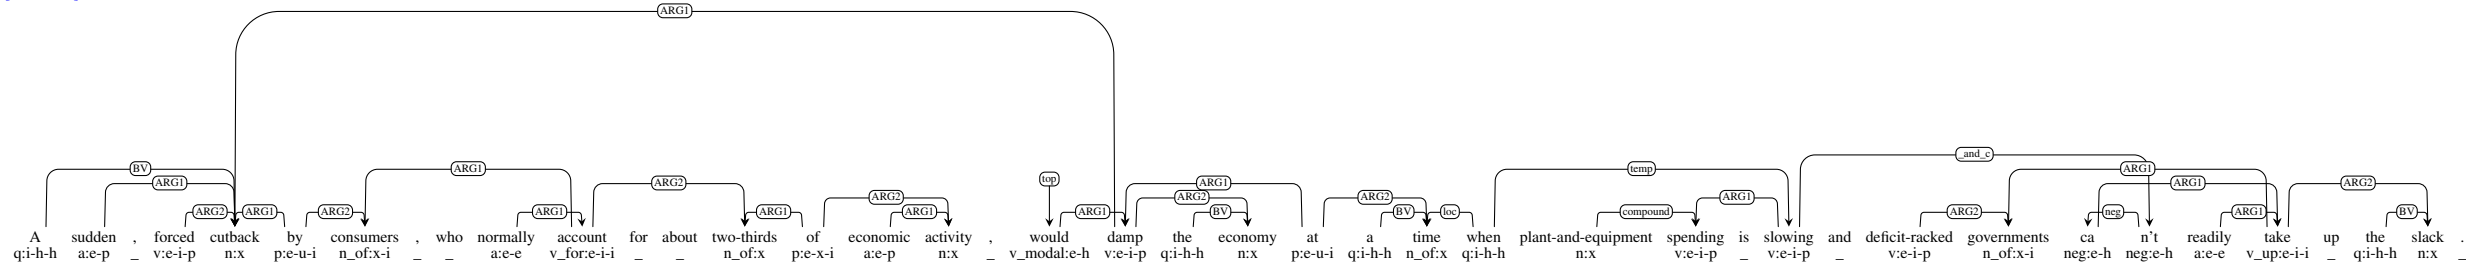 ARG1
_and_c
BV ARG1 temp ARG1
top
ARG1 ARG2 ARG1 ARG1 ARG2
ARG2 ARG2
ARG2 ARG1 ARG2 ARG1 ARG1 ARG1 ARG1 BV BV loc compound ARG1 ARG2 neg ARG1 BV
A sudden , forced cutback by consumers , who normally account for about two-thirds of economic activity , would damp the economy at a time when plant-and-equipment spending is slowing and deficit-racked governments ca n't readily take up the slack .
q:i-h-h a:e-p _ v:e-i-p n:x p:e-u-i n_of:x-i _ _ a:e-e v_for:e-i-i _ _ n_of:x p:e-x-i a:e-p n:x _ v_modal:e-h v:e-i-p q:i-h-h n:x p:e-u-i q:i-h-h n_of:x q:i-h-h n:x v:e-i-p _ v:e-i-p _ v:e-i-p n_of:x-i neg:e-h neg:e-h a:e-e v_up:e-i-i _ q:i-h-h n:x _